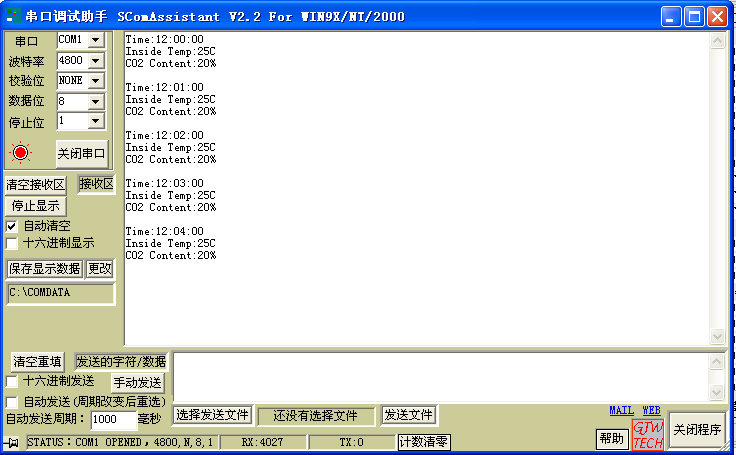 串口调试助手 SComAssistant V2.2 For WIN9X/NT/2000
串口 COM1
波特率 4800
校验位 NONE
数据位 8
停止位 1
关闭串口
清空接收区 接收区
停止显示
自动清空
十六进制显示
保存显示数据 更改
C:\COMDATA
Time:12:00:00
Inside Temp:25C
CO2 Content:20%
Time:12:01:00
Inside Temp:25C
CO2 Content:20%
Time:12:02:00
Inside Temp:25C
CO2 Content:20%
Time:12:03:00
Inside Temp:25C
CO2 Content:20%
Time:12:04:00
Inside Temp:25C
CO2 Content:20%
清空重填 发送的字符/数据
十六进制发送 手动发送
自动发送(周期改变后重选)
自动发送周期: 1000 毫秒
选择发送文件 还没有选择文件 发送文件
MAIL WEB
帮助 GJW TECH 关闭程序
STATUS:COM1 OPENED,4800,N,8,1 RX:4027 TX:0 计数清零